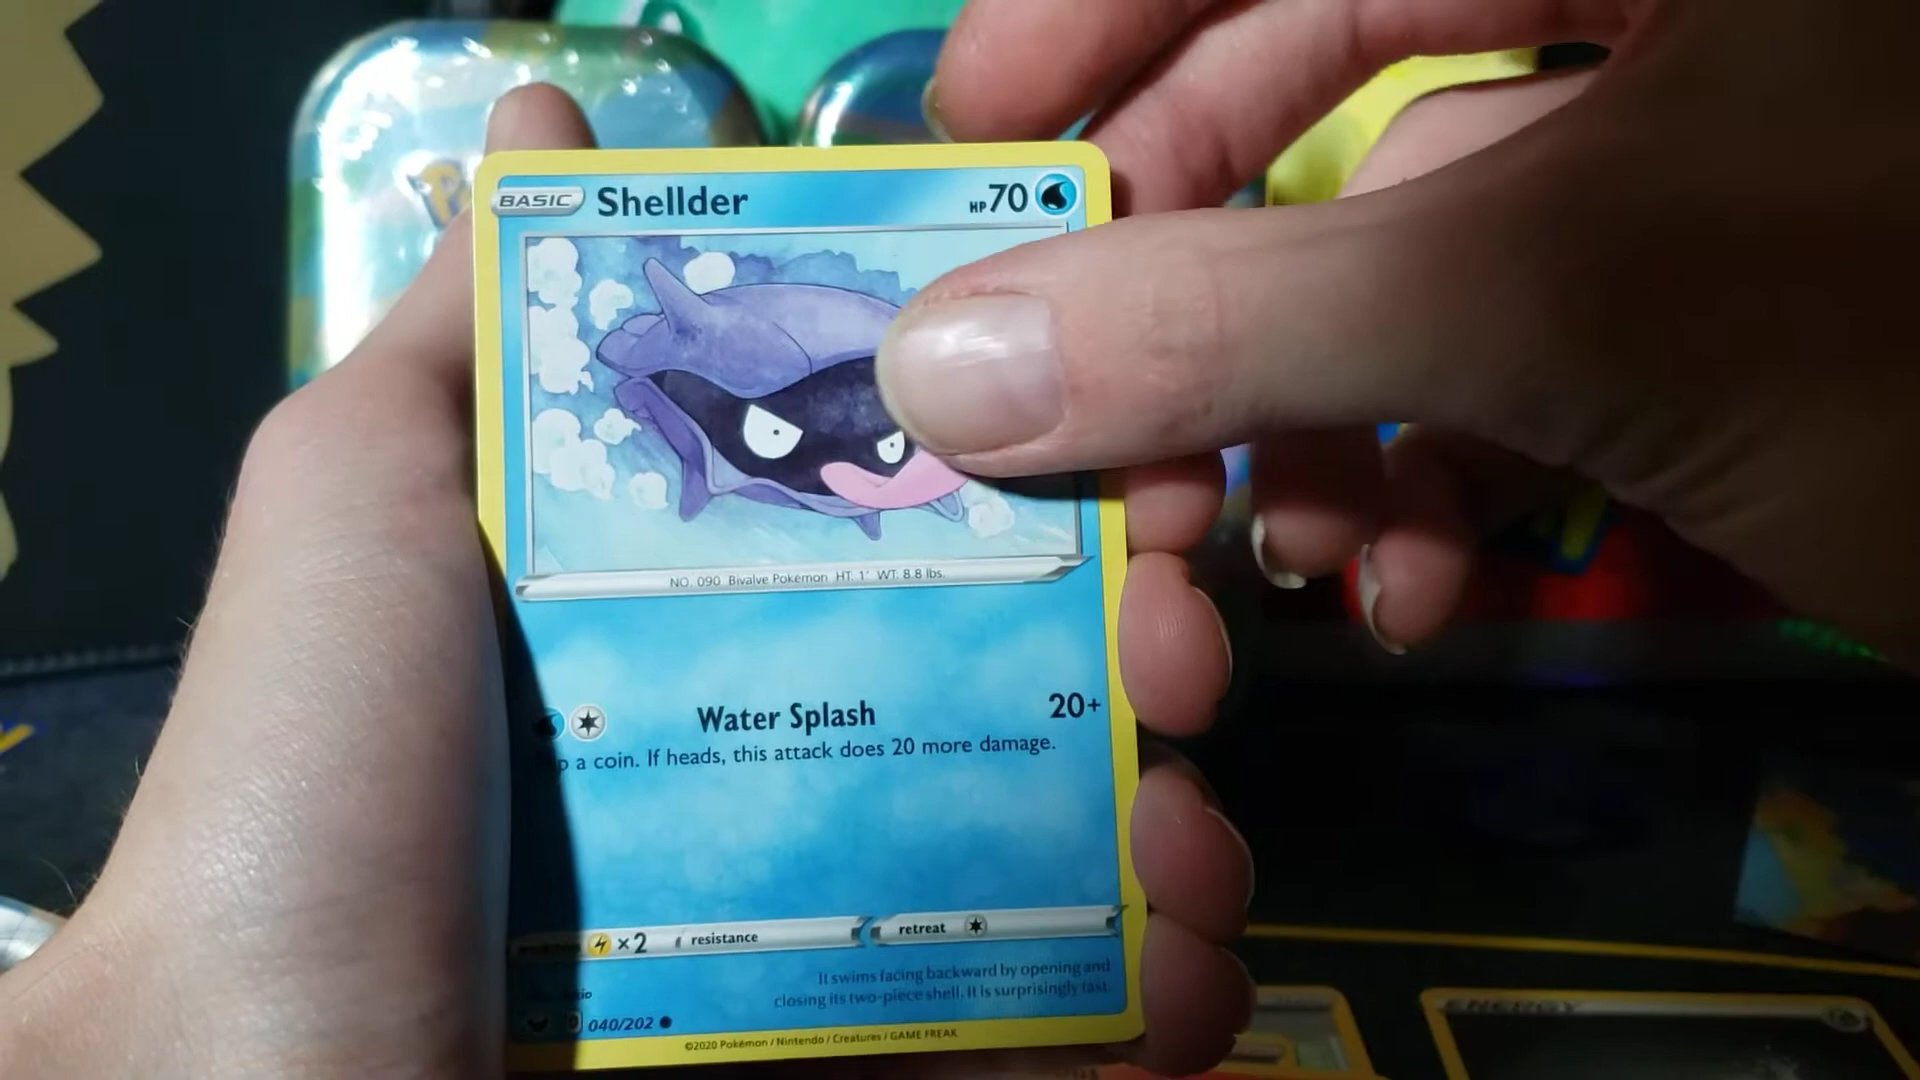 BASIC Shellder HP70
NO. 090 Bivalve Pokémon HT: 1' WT: 8.8 lbs.
Water Splash 20+
a coin. If heads, this attack does 20 more damage.
×2 resistance retreat
It swims facing backward by opening and
closing its two-piece shell. It is surprisingly fast.
D 040/202
©2020 Pokémon / Nintendo / Creatures / GAME FREAK
ENERGY